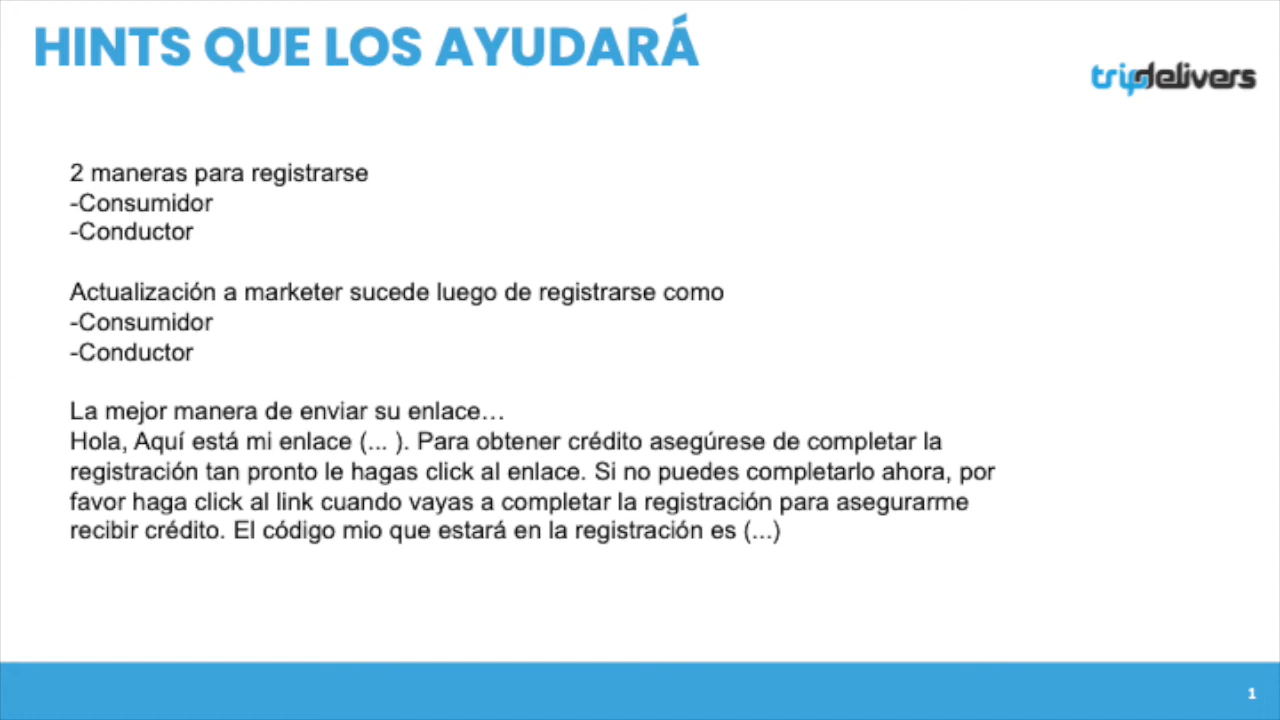 HINTS QUE LOS AYUDARÁ
tripdelivers
2 maneras para registrarse
-Consumidor
-Conductor
Actualización a marketer sucede luego de registrarse como
-Consumidor
-Conductor
La mejor manera de enviar su enlace…
Hola, Aquí está mi enlace (... ). Para obtener crédito asegúrese de completar la
registración tan pronto le hagas click al enlace. Si no puedes completarlo ahora, por
favor haga click al link cuando vayas a completar la registración para asegurarme
recibir crédito. El código mio que estará en la registración es (...)
1